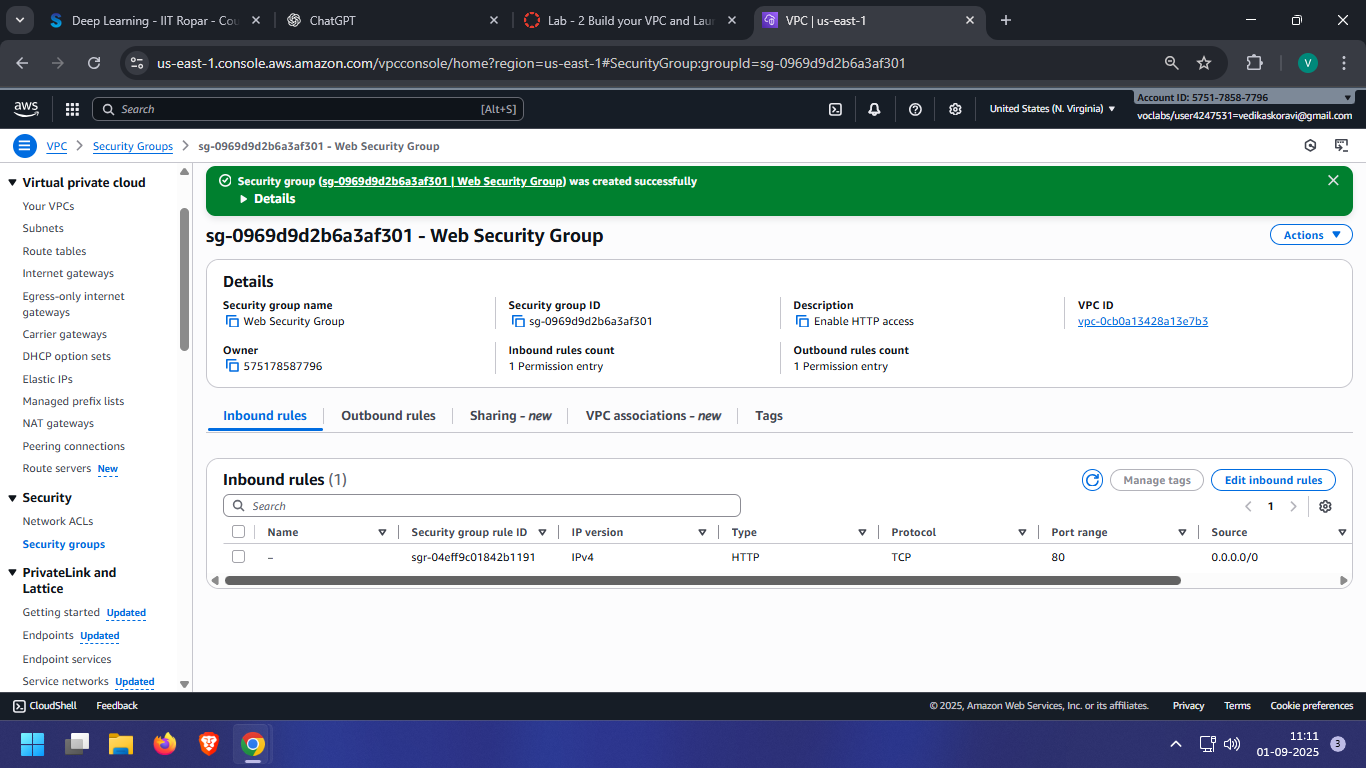 Deep Learning - IIT Ropar - Cou
ChatGPT
Lab - 2 Build your VPC and Laun
VPC | us-east-1
us-east-1.console.aws.amazon.com/vpcconsole/home?region=us-east-1#SecurityGroup:groupId=sg-0969d9d2b6a3af301
V
aws
Search
[Alt+S]
United States (N. Virginia)
Account ID: 5751-7858-7796
voclabs/user4247531=vedikaskoravi@gmail.com
VPC
Security Groups
sg-0969d9d2b6a3af301 - Web Security Group
Virtual private cloud
Your VPCs
Subnets
Route tables
Internet gateways
Egress-only internet
gateways
Carrier gateways
DHCP option sets
Elastic IPs
Managed prefix lists
NAT gateways
Peering connections
Route servers New
Security
Network ACLs
Security groups
PrivateLink and
Lattice
Getting started Updated
Endpoints Updated
Endpoint services
Service networks Updated
Security group (sg-0969d9d2b6a3af301 | Web Security Group) was created successfully
Details
sg-0969d9d2b6a3af301 - Web Security Group
Actions
Details
Security group name
Web Security Group
Security group ID
sg-0969d9d2b6a3af301
Description
Enable HTTP access
VPC ID
vpc-0cb0a13428a13e7b3
Owner
575178587796
Inbound rules count
1 Permission entry
Outbound rules count
1 Permission entry
Inbound rules
Outbound rules
Sharing - new
VPC associations - new
Tags
Inbound rules (1)
Manage tags
Edit inbound rules
Search
1
Name Security group rule ID IP version Type Protocol Port range Source
– sgr-04eff9c01842b1191 IPv4 HTTP TCP 80 0.0.0.0/0
CloudShell
Feedback
© 2025, Amazon Web Services, Inc. or its affiliates.
Privacy
Terms
Cookie preferences
11:11
01-09-2025
3